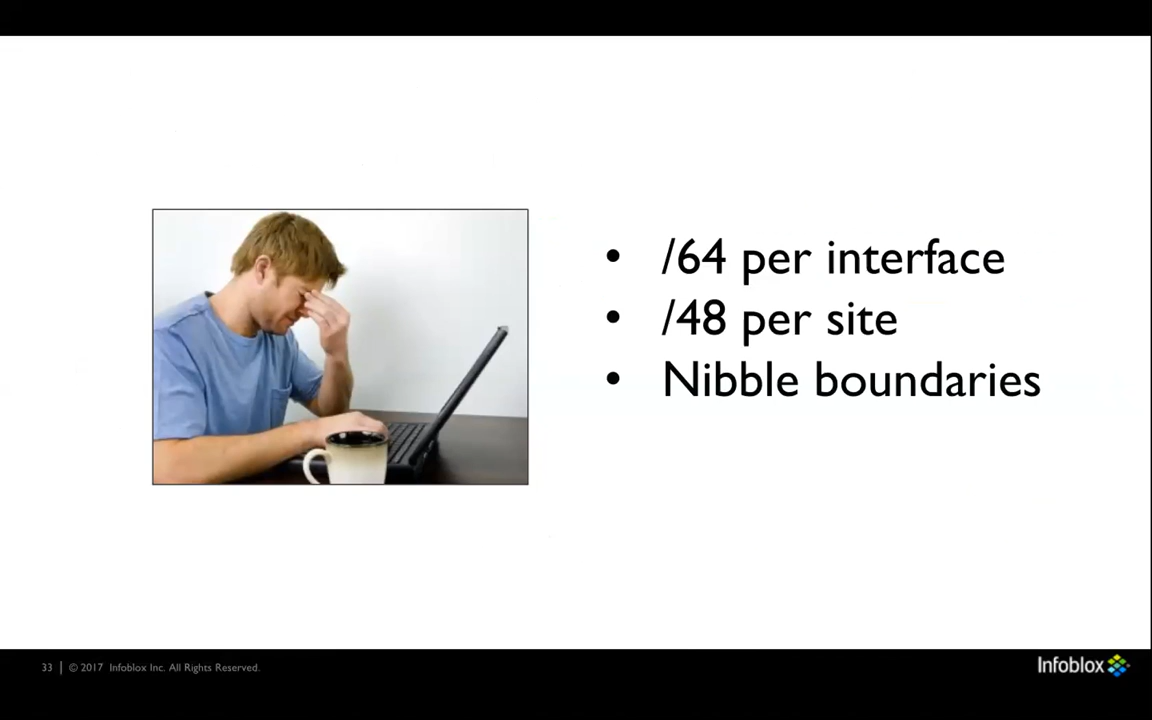 • /64 per interface
• /48 per site
• Nibble boundaries
33 | © 2017 Infoblox Inc. All Rights Reserved.
Infoblox